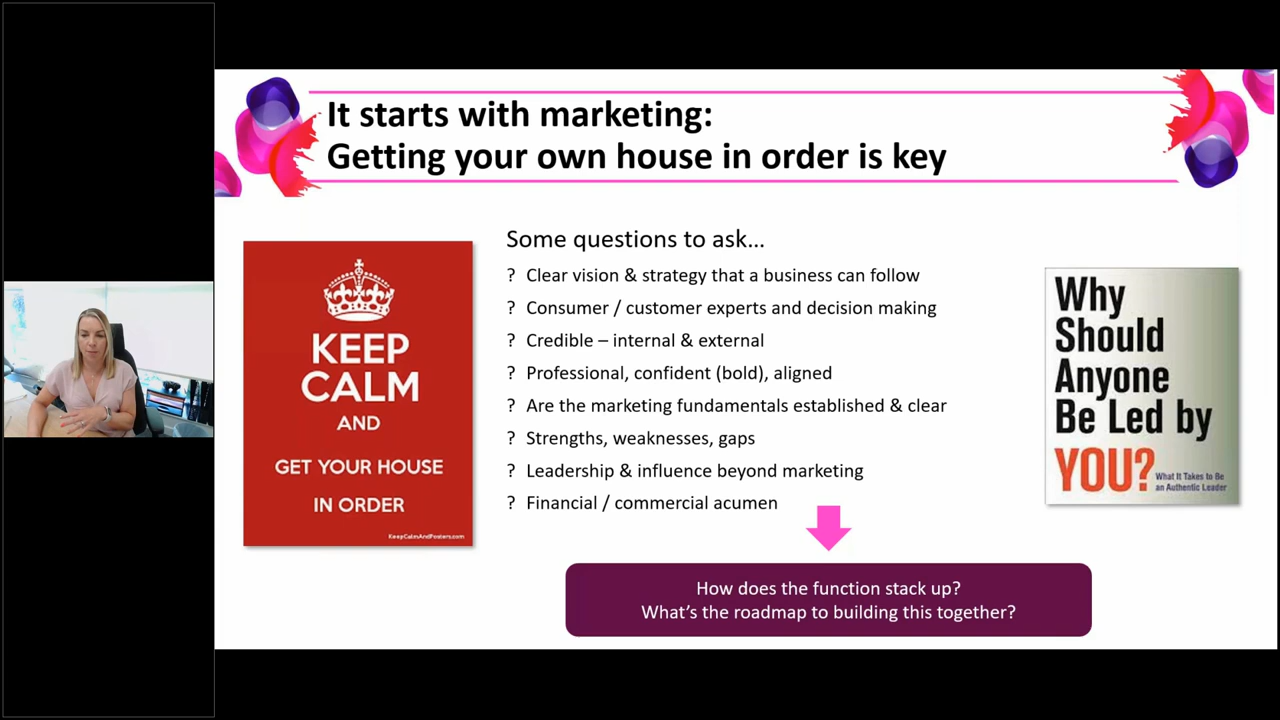 It starts with marketing:
Getting your own house in order is key
KEEP
CALM
AND
GET YOUR HOUSE
IN ORDER
KeepCalmAndPosters.com
Some questions to ask...
? Clear vision & strategy that a business can follow
? Consumer / customer experts and decision making
? Credible – internal & external
? Professional, confident (bold), aligned
? Are the marketing fundamentals established & clear
? Strengths, weaknesses, gaps
? Leadership & influence beyond marketing
? Financial / commercial acumen
Why
Should
Anyone
Be Led by
YOU?
What It Takes to Be
an Authentic Leader
How does the function stack up?
What's the roadmap to building this together?